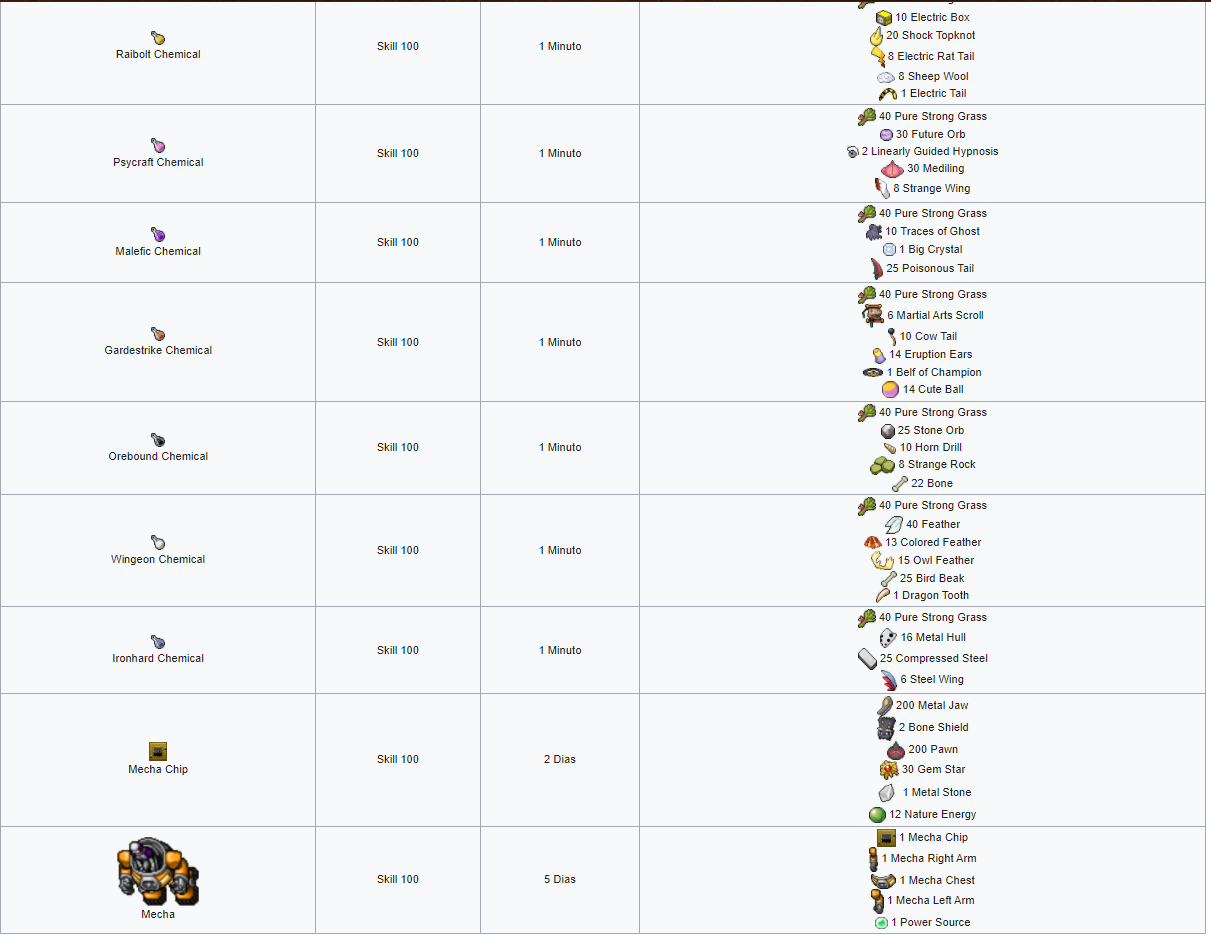 10 Electric Box
20 Shock Topknot
8 Electric Rat Tail
8 Sheep Wool
1 Electric Tail
Raibolt Chemical
Skill 100
1 Minuto
Psycraft Chemical
Skill 100
1 Minuto
40 Pure Strong Grass
30 Future Orb
2 Linearly Guided Hypnosis
30 Mediling
8 Strange Wing
Malefic Chemical
Skill 100
1 Minuto
40 Pure Strong Grass
10 Traces of Ghost
1 Big Crystal
25 Poisonous Tail
Gardestrike Chemical
Skill 100
1 Minuto
40 Pure Strong Grass
6 Martial Arts Scroll
10 Cow Tail
14 Eruption Ears
1 Belf of Champion
14 Cute Ball
Orebound Chemical
Skill 100
1 Minuto
40 Pure Strong Grass
25 Stone Orb
10 Horn Drill
8 Strange Rock
22 Bone
Wingeon Chemical
Skill 100
1 Minuto
40 Pure Strong Grass
40 Feather
13 Colored Feather
15 Owl Feather
25 Bird Beak
1 Dragon Tooth
Ironhard Chemical
Skill 100
1 Minuto
40 Pure Strong Grass
16 Metal Hull
25 Compressed Steel
6 Steel Wing
Mecha Chip
Skill 100
2 Dias
200 Metal Jaw
2 Bone Shield
200 Pawn
30 Gem Star
1 Metal Stone
12 Nature Energy
Mecha
Skill 100
5 Dias
1 Mecha Chip
1 Mecha Right Arm
1 Mecha Chest
1 Mecha Left Arm
1 Power Source